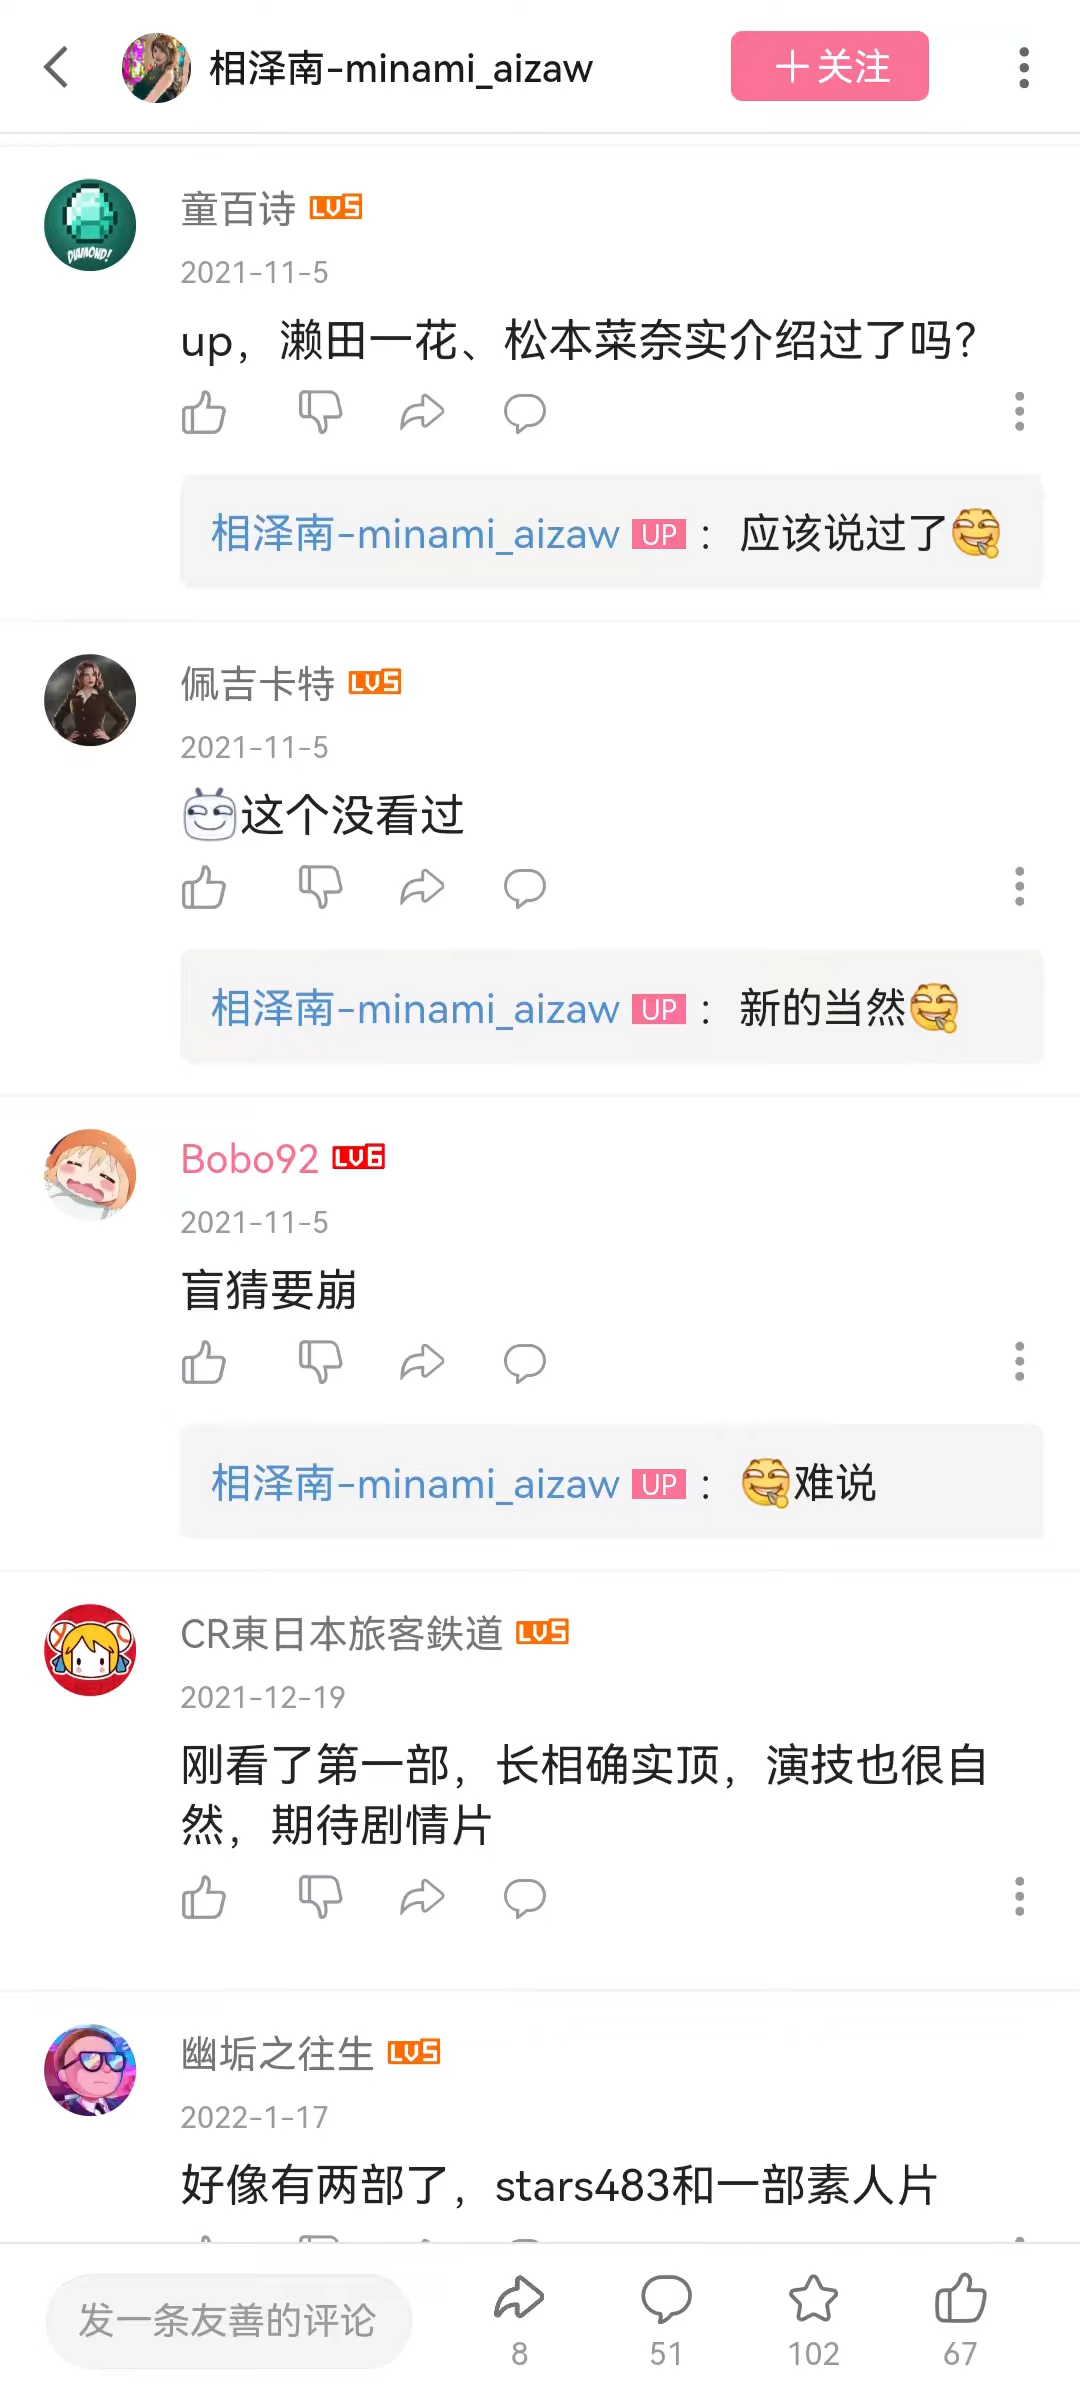 相泽南-minami_aizaw
+关注
童百诗 LV5
2021-11-5
up，濑田一花、松本菜奈实介绍过了吗？
相泽南-minami_aizaw UP ：应该说过了
佩吉卡特 LV5
2021-11-5
这个没看过
相泽南-minami_aizaw UP ：新的当然
Bobo92 LV6
2021-11-5
盲猜要崩
相泽南-minami_aizaw UP ：难说
CR東日本旅客鉄道 LV5
2021-12-19
刚看了第一部，长相确实顶，演技也很自
然，期待剧情片
幽垢之往生 LV5
2022-1-17
好像有两部了，stars483和一部素人片
发一条友善的评论
8
51
102
67
DIAMOND!